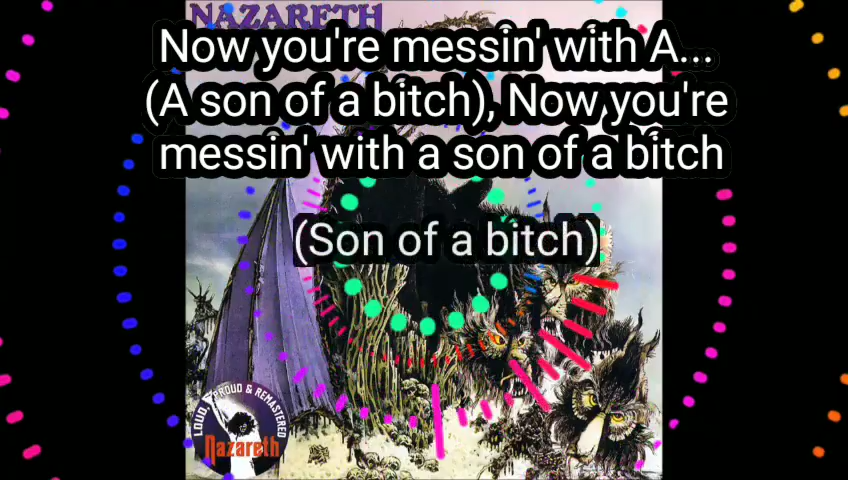 NAZARETH
Now you're messin' with A...
(A son of a bitch), Now you're
messin' with a son of a bitch
(Son of a bitch)
LOUD, PROUD & REMASTERED
Nazareth